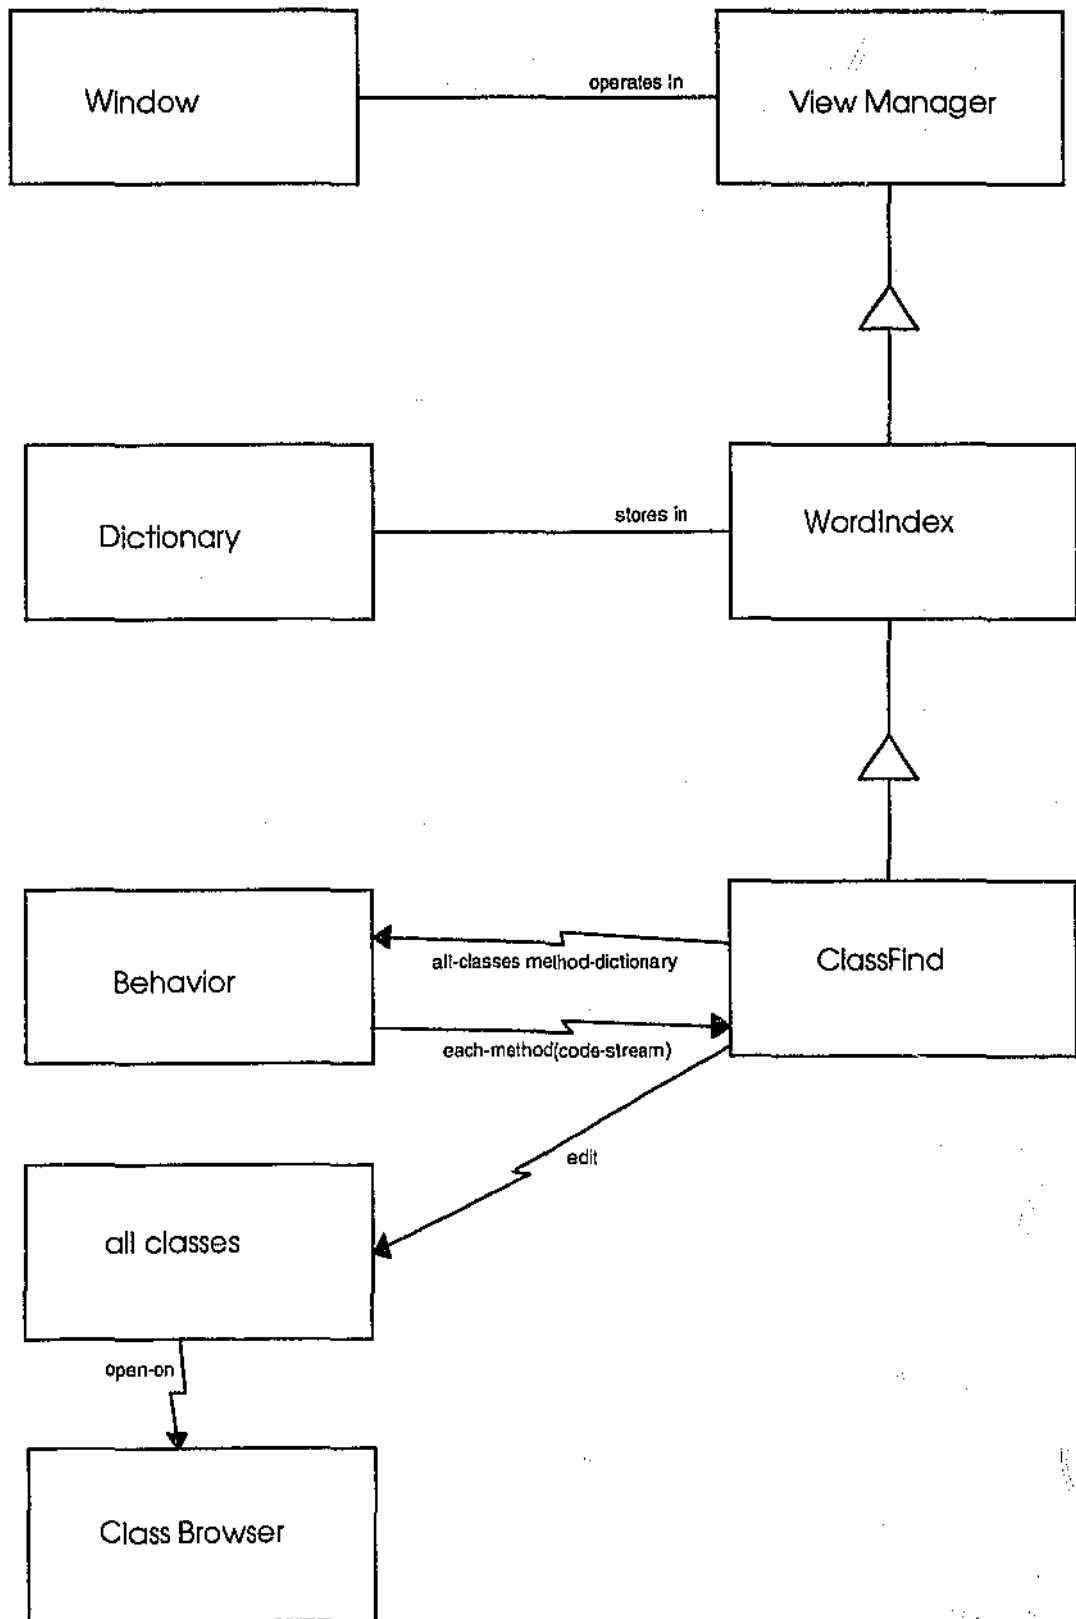 Window
operates in
View Manager
Dictionary
stores in
WordIndex
Behavior
all-classes method-dictionary
each-method(code-stream)
ClassFind
edit
all classes
open-on
Class Browser